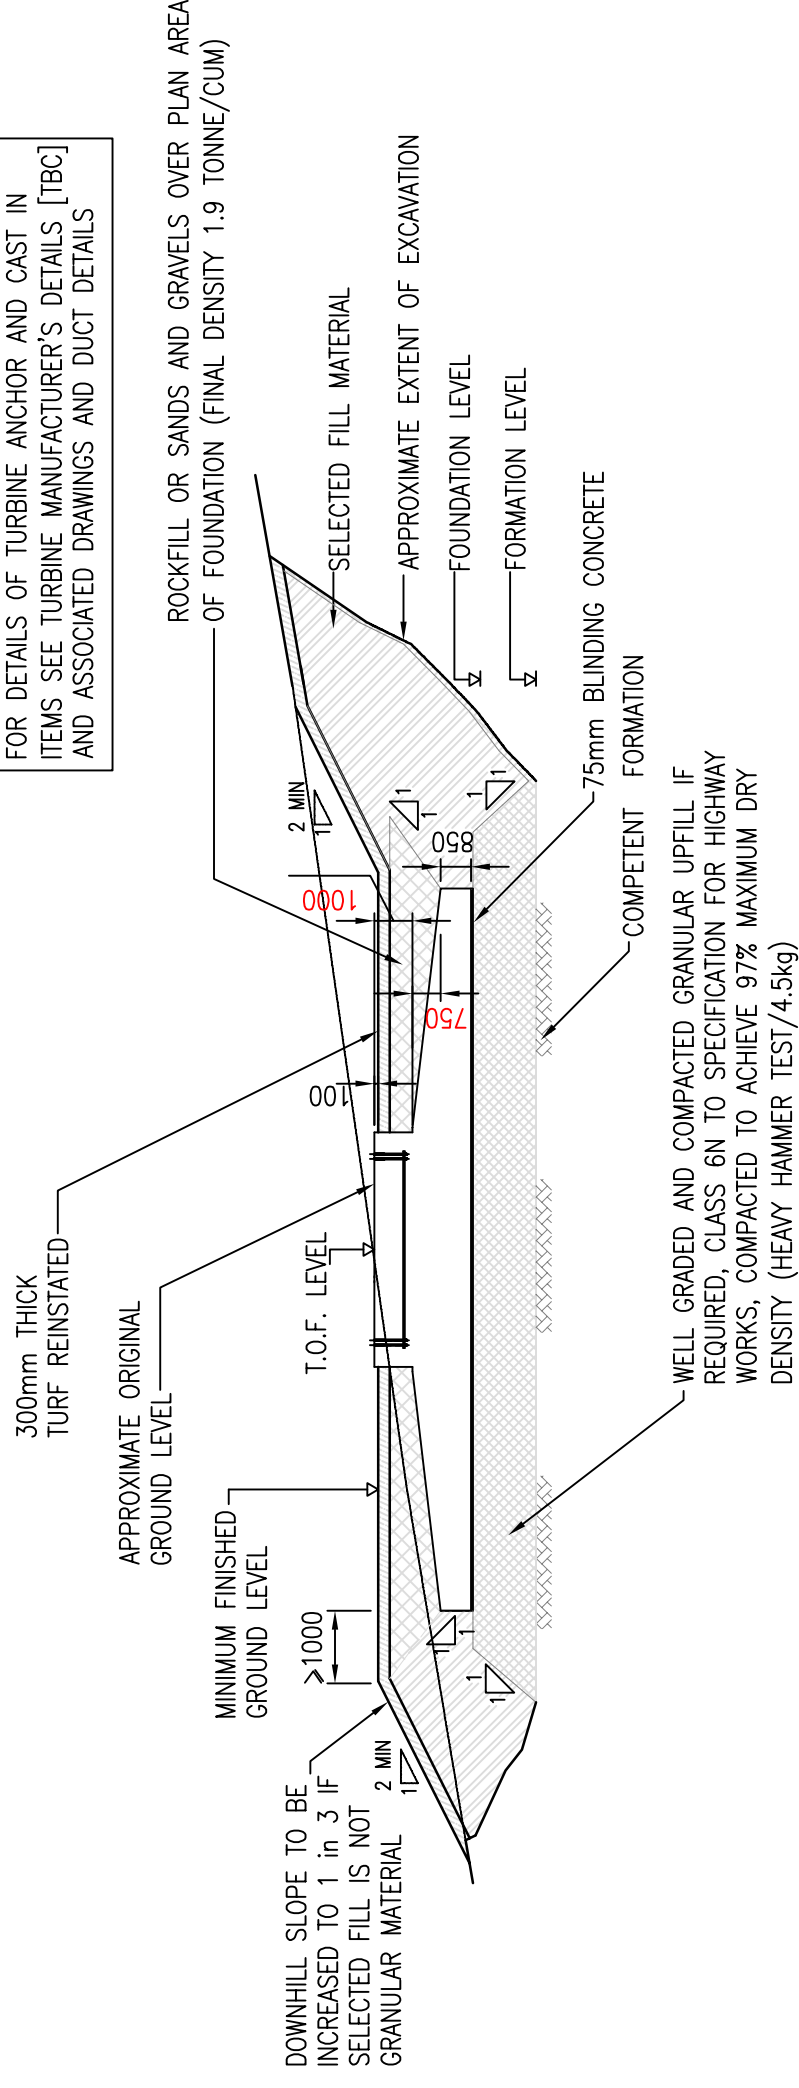 FOR DETAILS OF TURBINE ANCHOR AND CAST IN
ITEMS SEE TURBINE MANUFACTURER'S DETAILS [TBC]
AND ASSOCIATED DRAWINGS AND DUCT DETAILS
300mm THICK
TURF REINSTATED
APPROXIMATE ORIGINAL
GROUND LEVEL
MINIMUM FINISHED
GROUND LEVEL
DOWNHILL SLOPE TO BE
INCREASED TO 1 in 3 IF
SELECTED FILL IS NOT
GRANULAR MATERIAL
ROCKFILL OR SANDS AND GRAVELS OVER PLAN AREA
OF FOUNDATION (FINAL DENSITY 1.9 TONNE/CUM)
⩾1000
T.O.F. LEVEL
100
1000
750
850
2 MIN
1
2 MIN
1
1
1
1
1
1
1
1
1
SELECTED FILL MATERIAL
APPROXIMATE EXTENT OF EXCAVATION
FOUNDATION LEVEL
FORMATION LEVEL
75mm BLINDING CONCRETE
COMPETENT FORMATION
WELL GRADED AND COMPACTED GRANULAR UPFILL IF
REQUIRED, CLASS 6N TO SPECIFICATION FOR HIGHWAY
WORKS, COMPACTED TO ACHIEVE 97% MAXIMUM DRY
DENSITY (HEAVY HAMMER TEST/4.5kg)